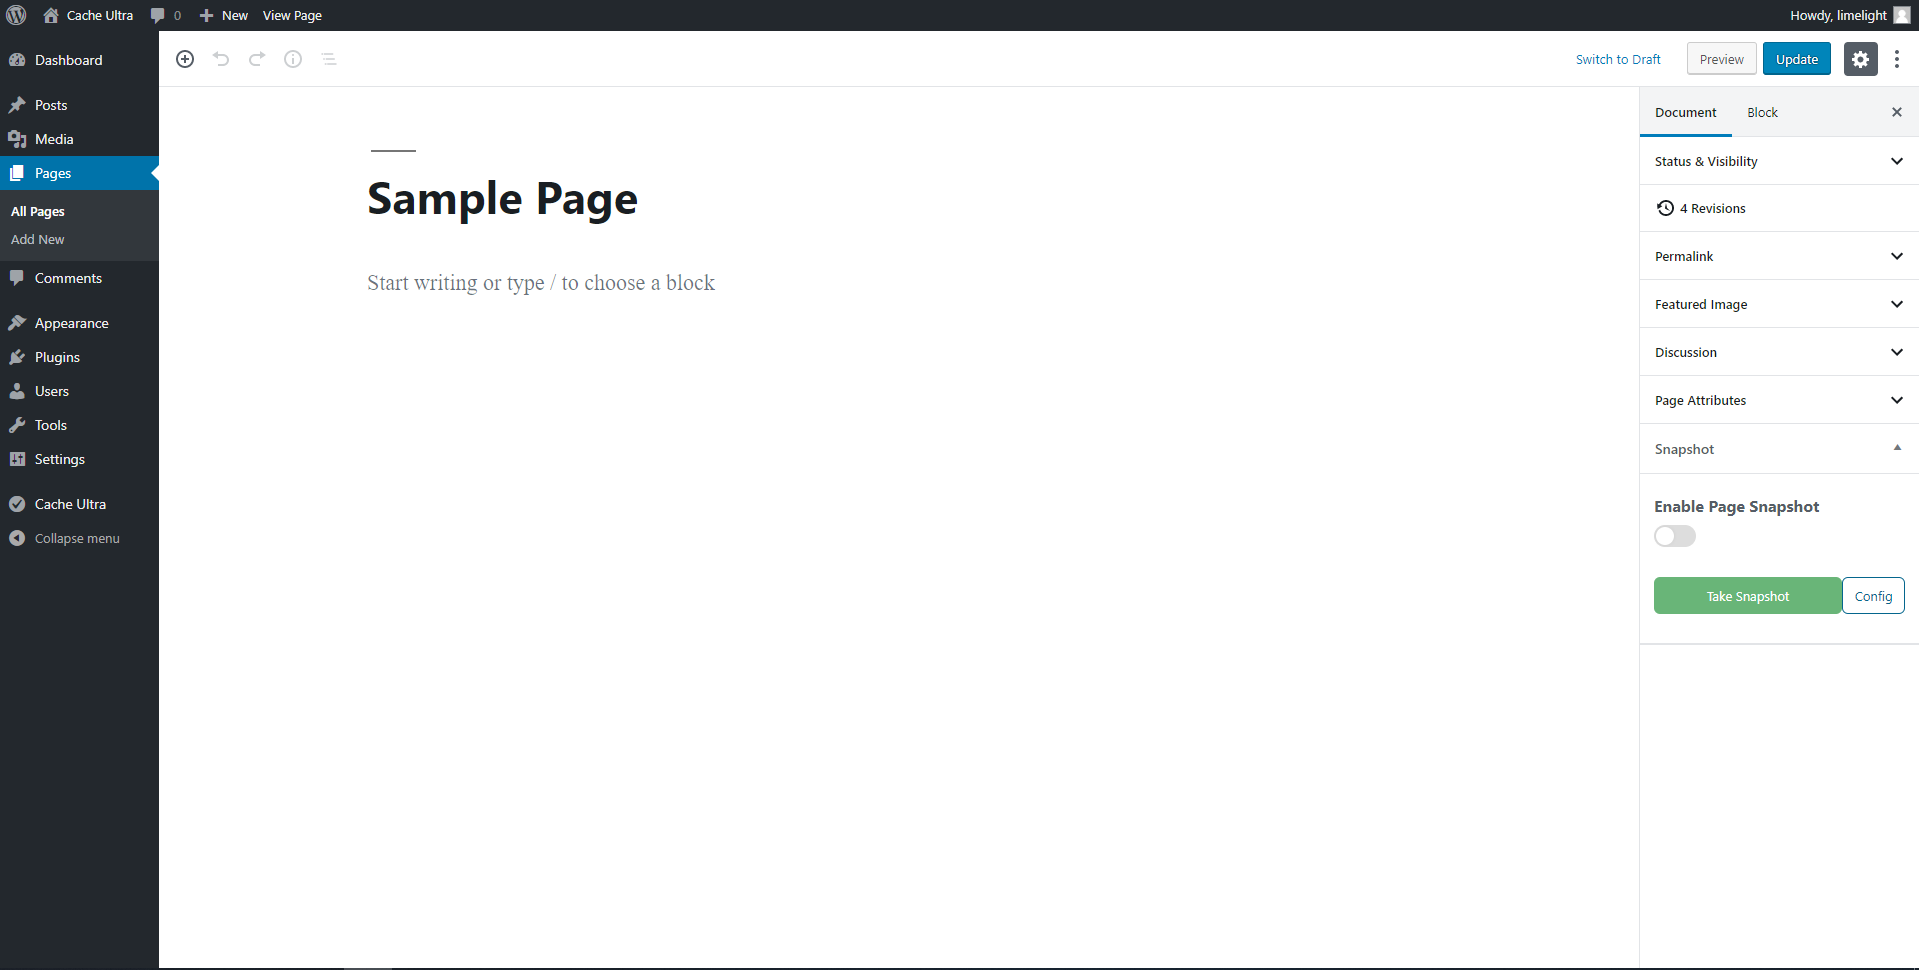 Cache Ultra 0 New View Page Howdy, limelight
Dashboard
Posts
Media
Pages
All Pages
Add New
Comments
Appearance
Plugins
Users
Tools
Settings
Cache Ultra
Collapse menu
Switch to Draft Preview Update
Sample Page
Start writing or type / to choose a block
Document Block
Status & Visibility
4 Revisions
Permalink
Featured Image
Discussion
Page Attributes
Snapshot
Enable Page Snapshot
Take Snapshot Config